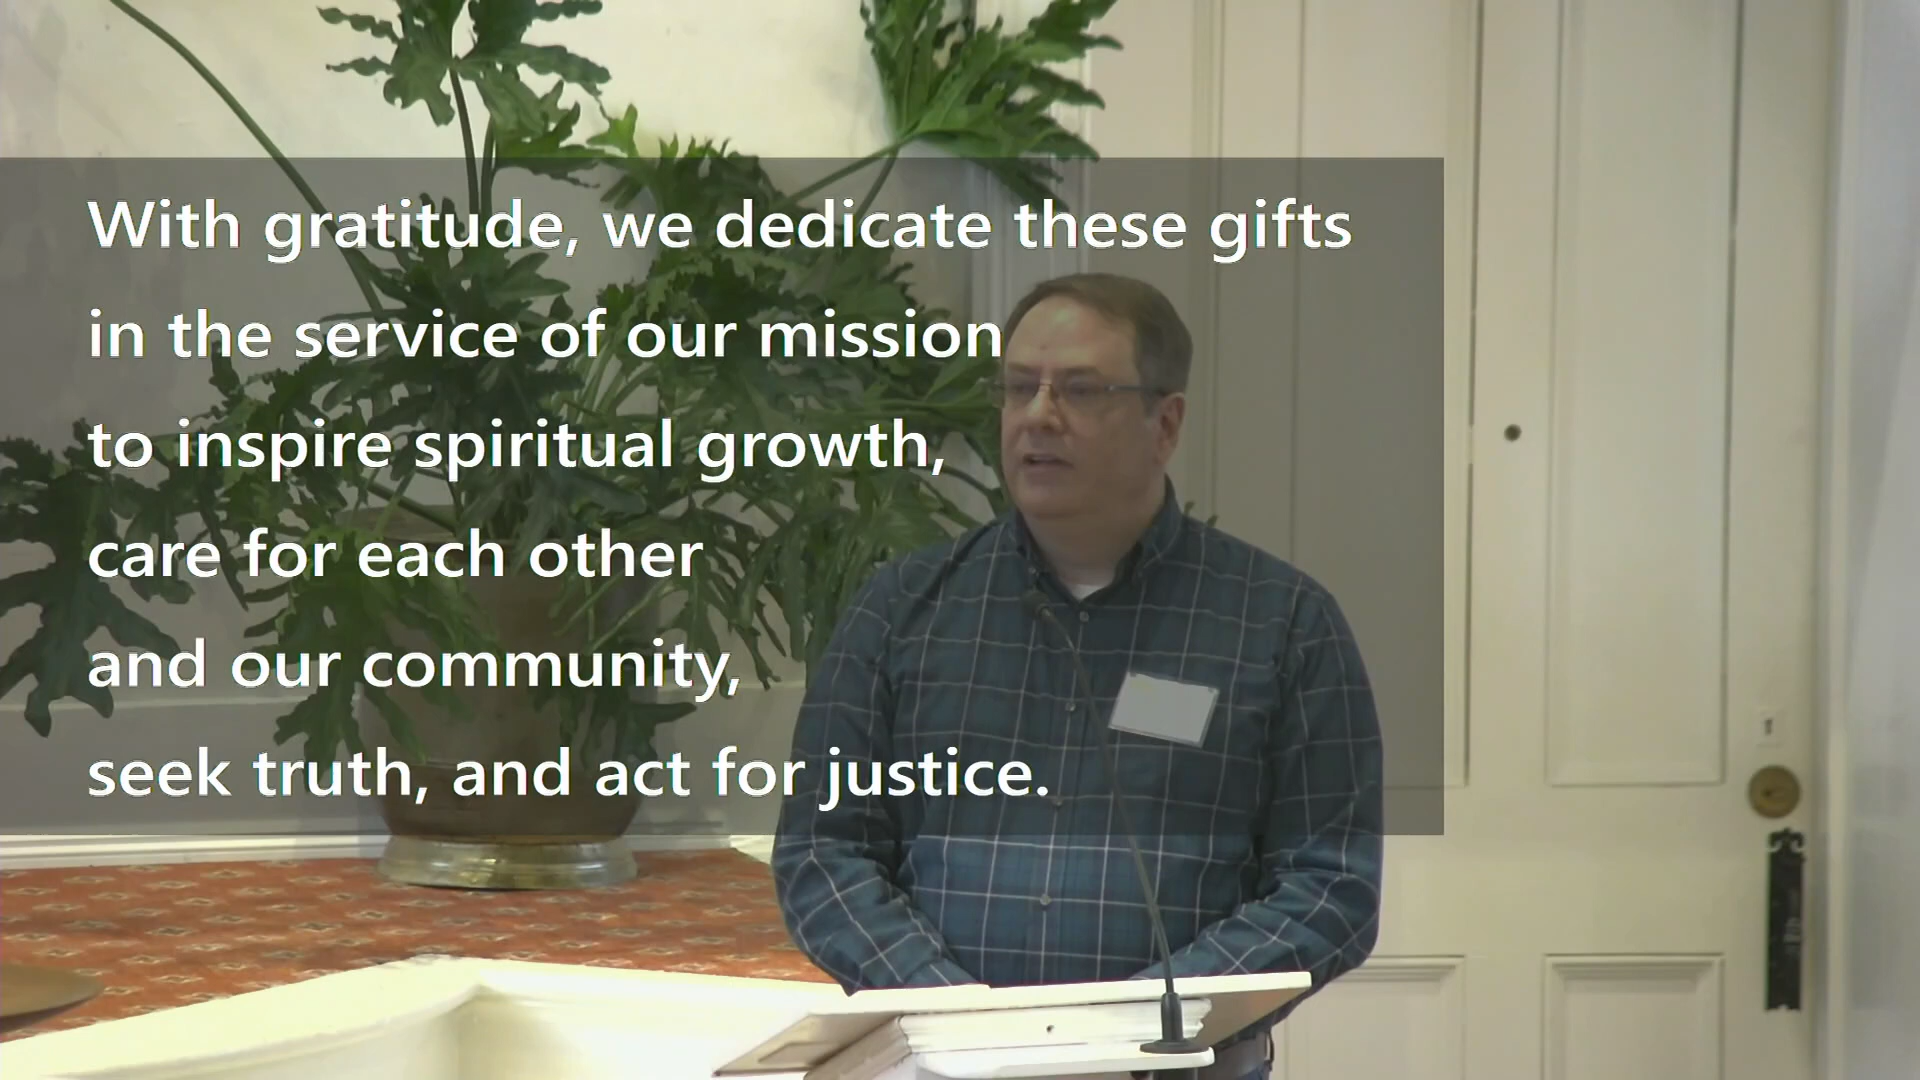 With gratitude, we dedicate these gifts
in the service of our mission
to inspire spiritual growth,
care for each other
and our community,
seek truth, and act for justice.